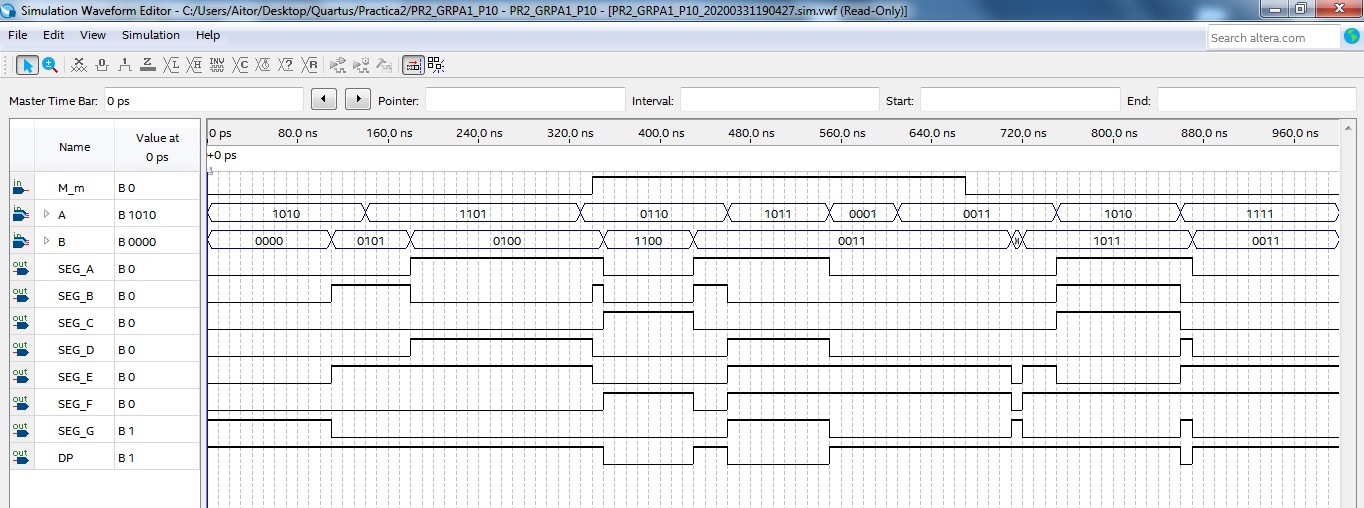 Simulation Waveform Editor - C:/Users/Aitor/Desktop/Quartus/Practica2/PR2_GRPA1_P10 - PR2_GRPA1_P10 - [PR2_GRPA1_P10_20200331190427.sim.vwf (Read-Only)]
File Edit View Simulation Help Search altera.com
Master Time Bar: 0 ps Pointer: Interval: Start: End:
Name Value at 0 ps 0 ps 80.0 ns 160.0 ns 240.0 ns 320.0 ns 400.0 ns 480.0 ns 560.0 ns 640.0 ns 720.0 ns 800.0 ns 880.0 ns 960.0 ns
+0 ps
in M_m B 0
in A B 1010 1010 1101 0110 1011 0001 0011 1010 1111
in B B 0000 0000 0101 0100 1100 0011 1011 0011
out SEG_A B 0
out SEG_B B 0
out SEG_C B 0
out SEG_D B 0
out SEG_E B 0
out SEG_F B 0
out SEG_G B 1
out DP B 1